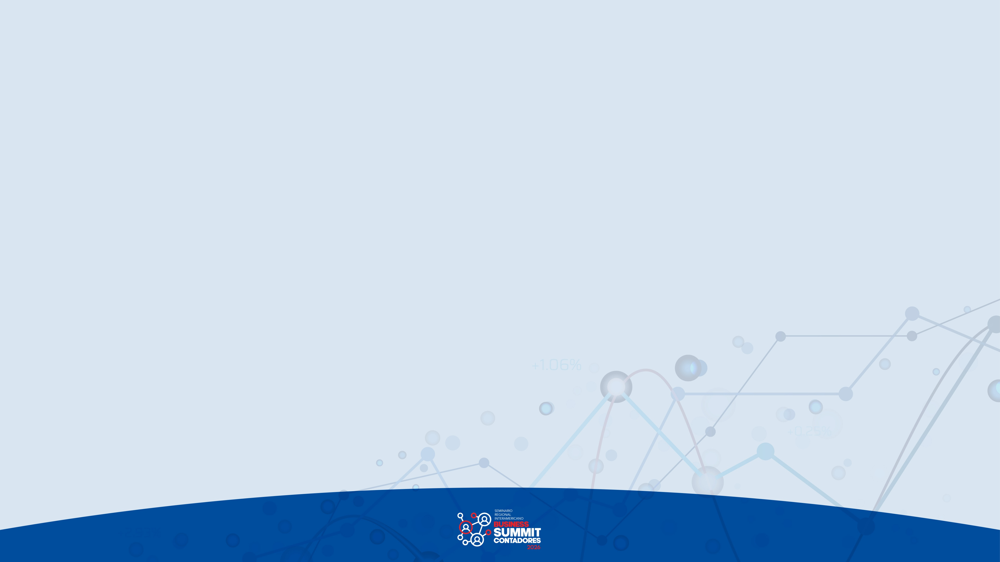 +1.06%
+0.25%
SEMINARIO
REGIONAL
INTERAMERICANO
BUSINESS
SUMMIT
CONTADORES
2026